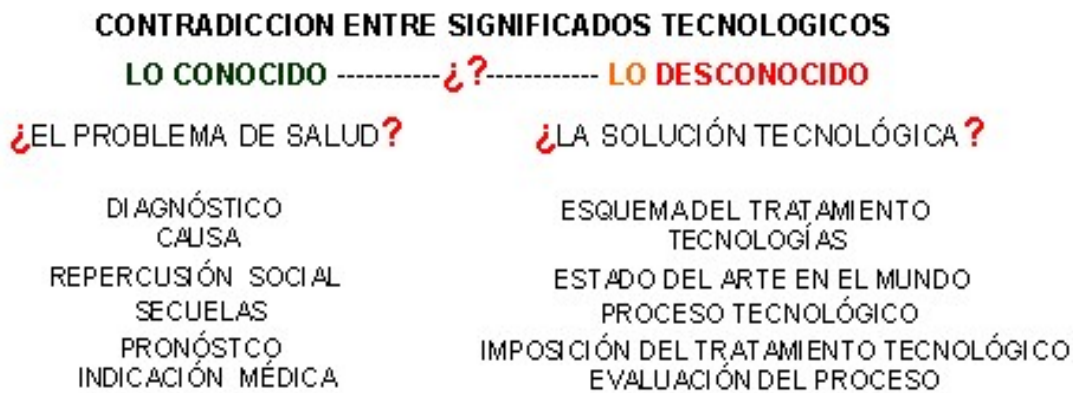 CONTRADICCION ENTRE SIGNIFICADOS TECNOLOGICOS
LO CONOCIDO -----------¿?------------ LO DESCONOCIDO
¿EL PROBLEMA DE SALUD?
¿LA SOLUCIÓN TECNOLÓGICA?
DIAGNÓSTICO
CAUSA
REPERCUSIÓN SOCIAL
SECUELAS
PRONÓSTCO
INDICACIÓN MÉDICA
ESQUEMA DEL TRATAMIENTO
TECNOLOGÍAS
ESTADO DEL ARTE EN EL MUNDO
PROCESO TECNOLÓGICO
IMPOSICIÓN DEL TRATAMIENTO TECNOLÓGICO
EVALUACIÓN DEL PROCESO